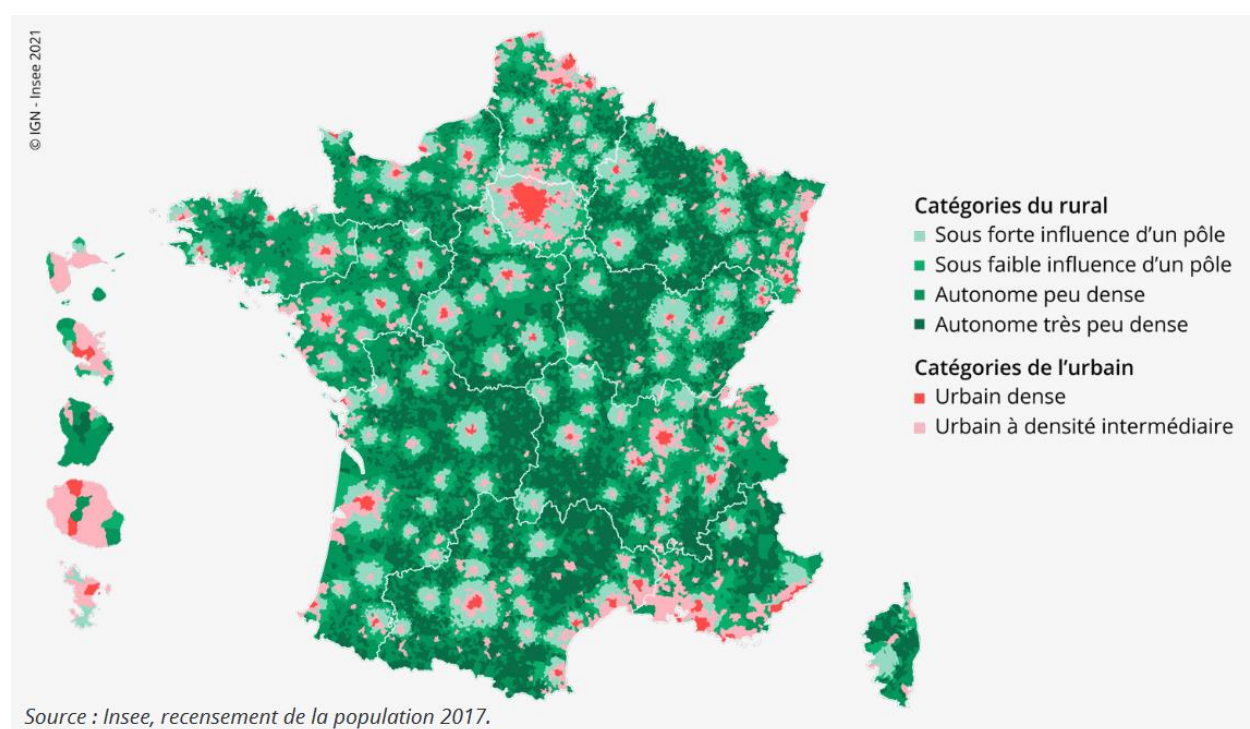 © IGN - Insee 2021
Catégories du rural
Sous forte influence d’un pôle
Sous faible influence d’un pôle
Autonome peu dense
Autonome très peu dense
Catégories de l’urbain
Urbain dense
Urbain à densité intermédiaire
Source : Insee, recensement de la population 2017.